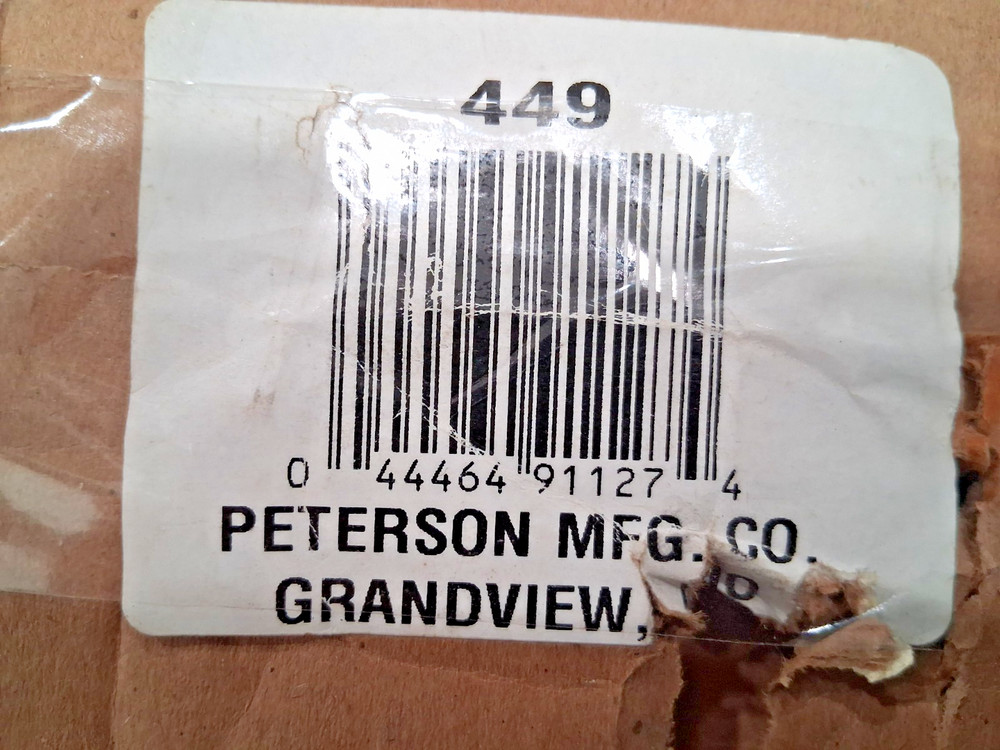 449
0 44464 91127 4
PETERSON MFG. CO.
GRANDVIEW,